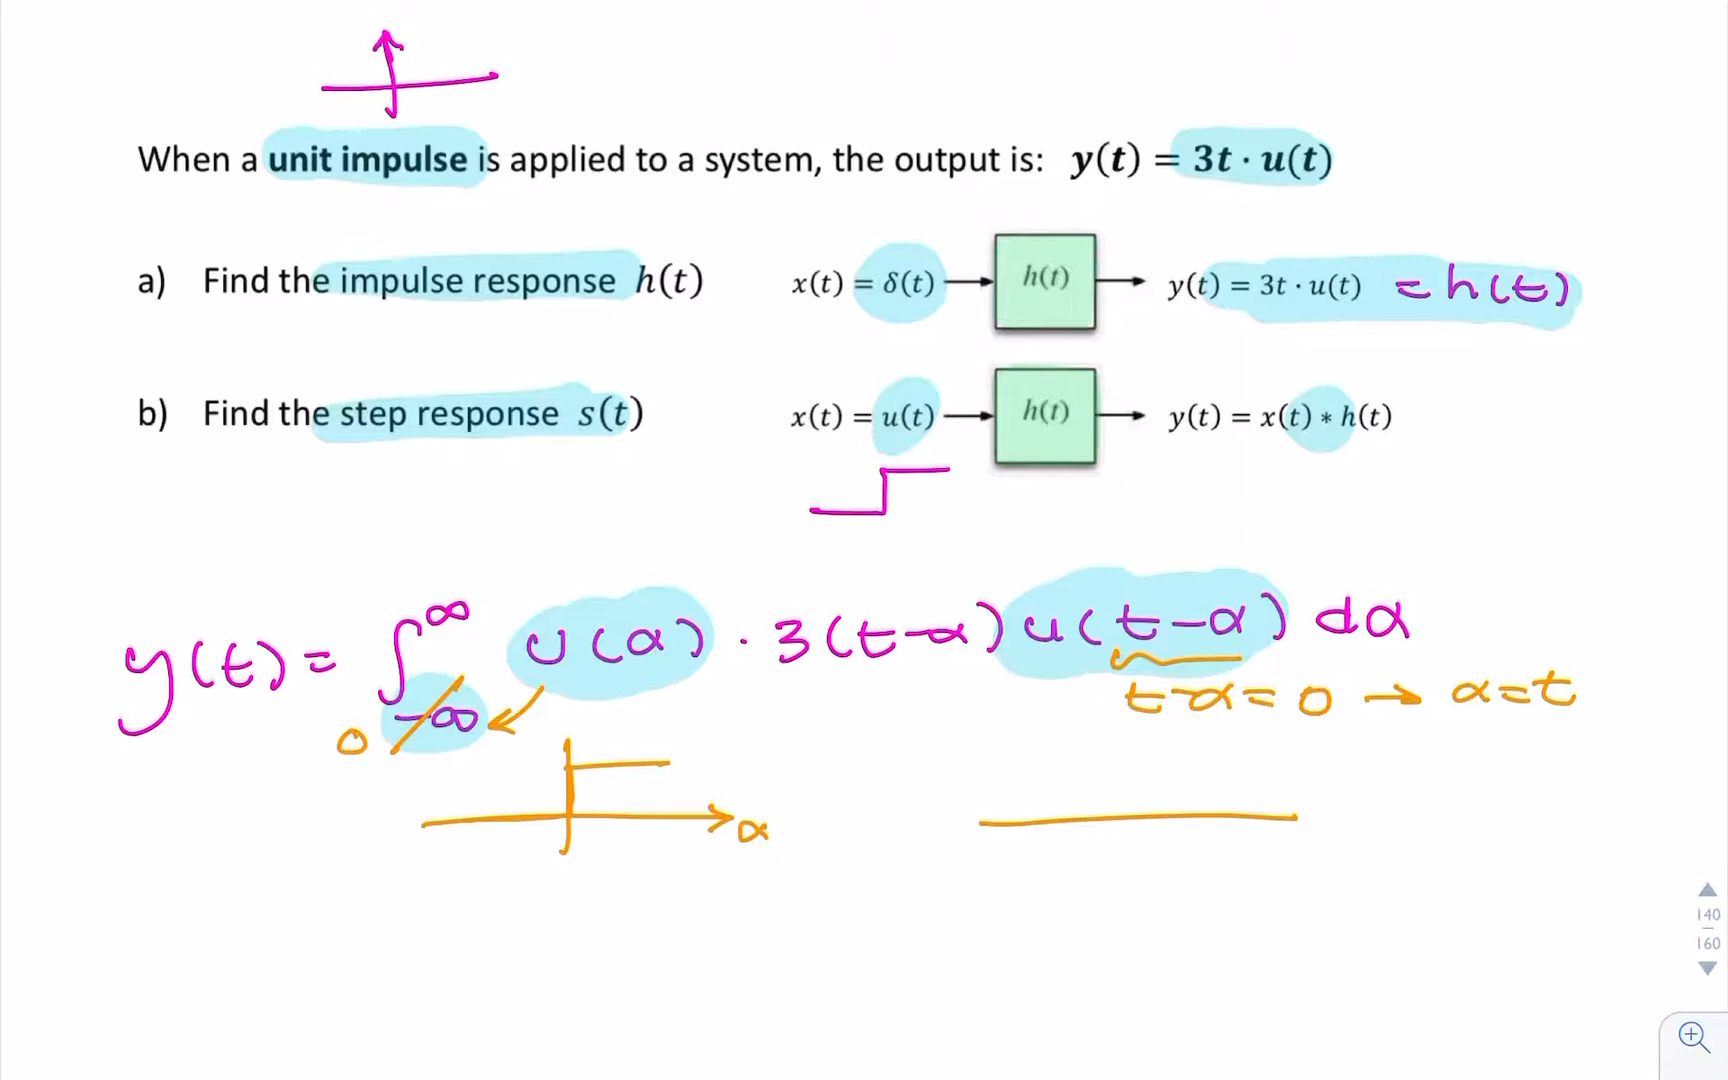 When a unit impulse is applied to a system, the output is: y(t) = 3t · u(t)
a) Find the impulse response h(t) x(t) = δ(t) h(t) y(t) = 3t · u(t) = h(t)
b) Find the step response s(t) x(t) = u(t) h(t) y(t) = x(t) * h(t)
y(t) = ∫ ∞ -∞ u(α) · 3(t-α) u(t-α) dα
0 t-α = 0 → α = t
α
140
160